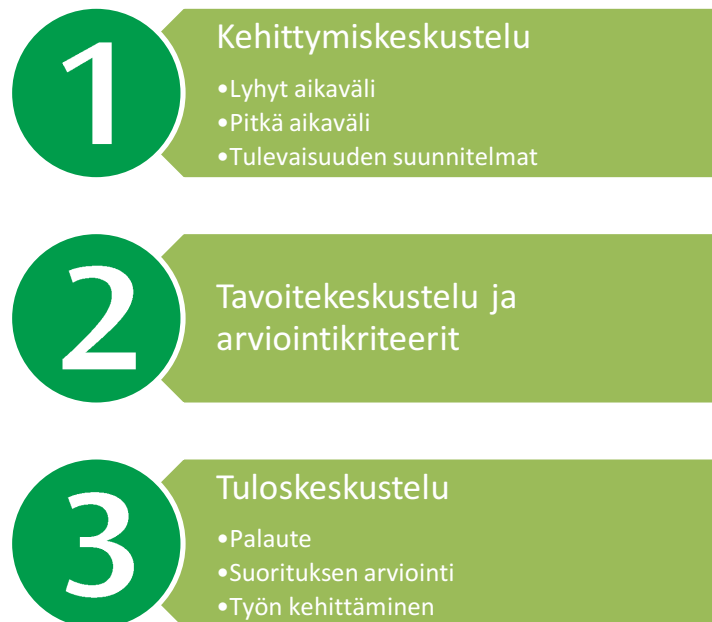 1
Kehittymiskeskustelu
•Lyhyt aikaväli
•Pitkä aikaväli
•Tulevaisuuden suunnitelmat
2
Tavoitekeskustelu ja
arviointikriteerit
3
Tuloskeskustelu
•Palaute
•Suorituksen arviointi
•Työn kehittäminen